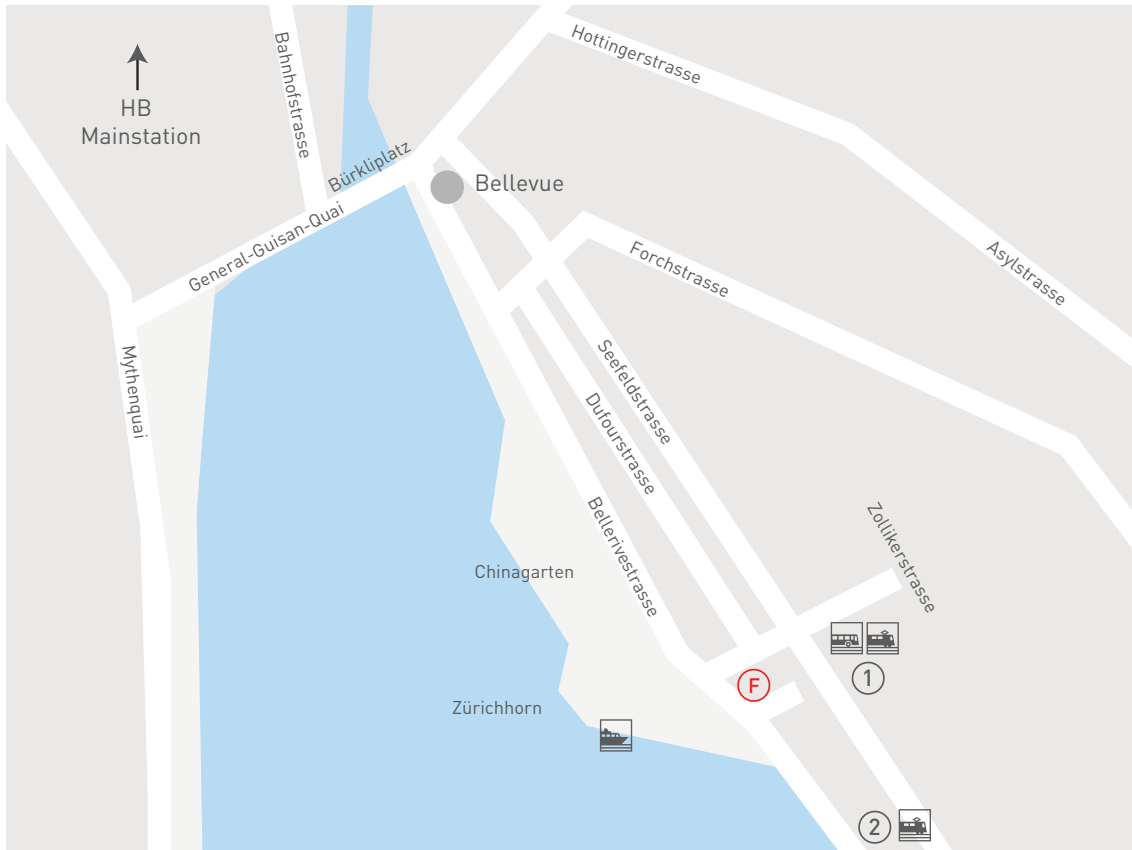 Hottingerstrasse
Bahnhofstrasse
HB
Mainstation
Bürkliplatz
Bellevue
General-Guisan-Quai
Forchstrasse
Asylstrasse
Mythenquai
Seefeldstrasse
Dufourstrasse
Bellerivestrasse
Zollikerstrasse
Chinagarten
F
1
Zürichhorn
2